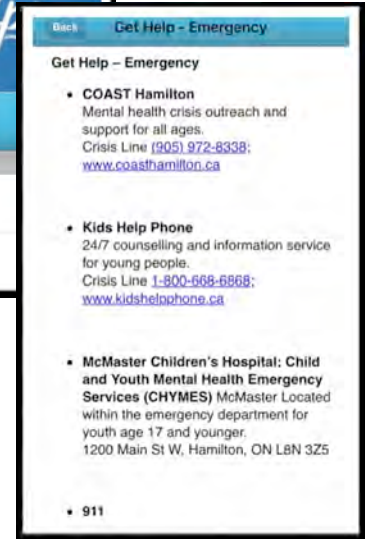 Back Get Help - Emergency
Get Help – Emergency
• COAST Hamilton
Mental health crisis outreach and
support for all ages.
Crisis Line (905) 972-8338;
www.coasthamilton.ca
• Kids Help Phone
24/7 counselling and information service
for young people.
Crisis Line 1-800-668-6868;
www.kidshelpphone.ca
• McMaster Children's Hospital: Child
and Youth Mental Health Emergency
Services (CHYMES) McMaster Located
within the emergency department for
youth age 17 and younger.
1200 Main St W, Hamilton, ON L8N 3Z5
• 911